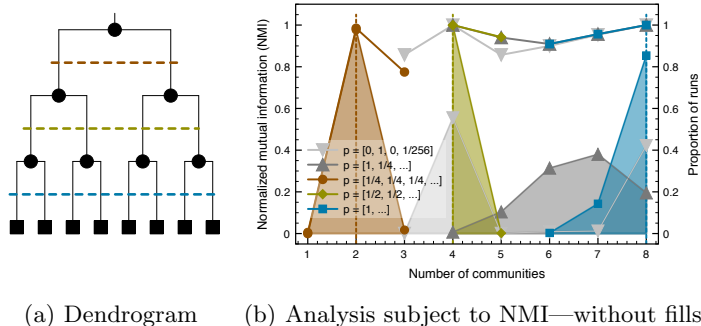 1
0.8
0.6
0.4
0.2
0
Normalized mutual information (NMI)
p = [0, 1, 0, 1/256]
p = [1, 1/4, ...]
p = [1/4, 1/4, 1/4, ...]
p = [1/2, 1/2, ...]
p = [1, ...]
1
0.8
0.6
0.4
0.2
0
Proportion of runs
1 2 3 4 5 6 7 8
Number of communities
(a) Dendrogram (b) Analysis subject to NMI—without fills